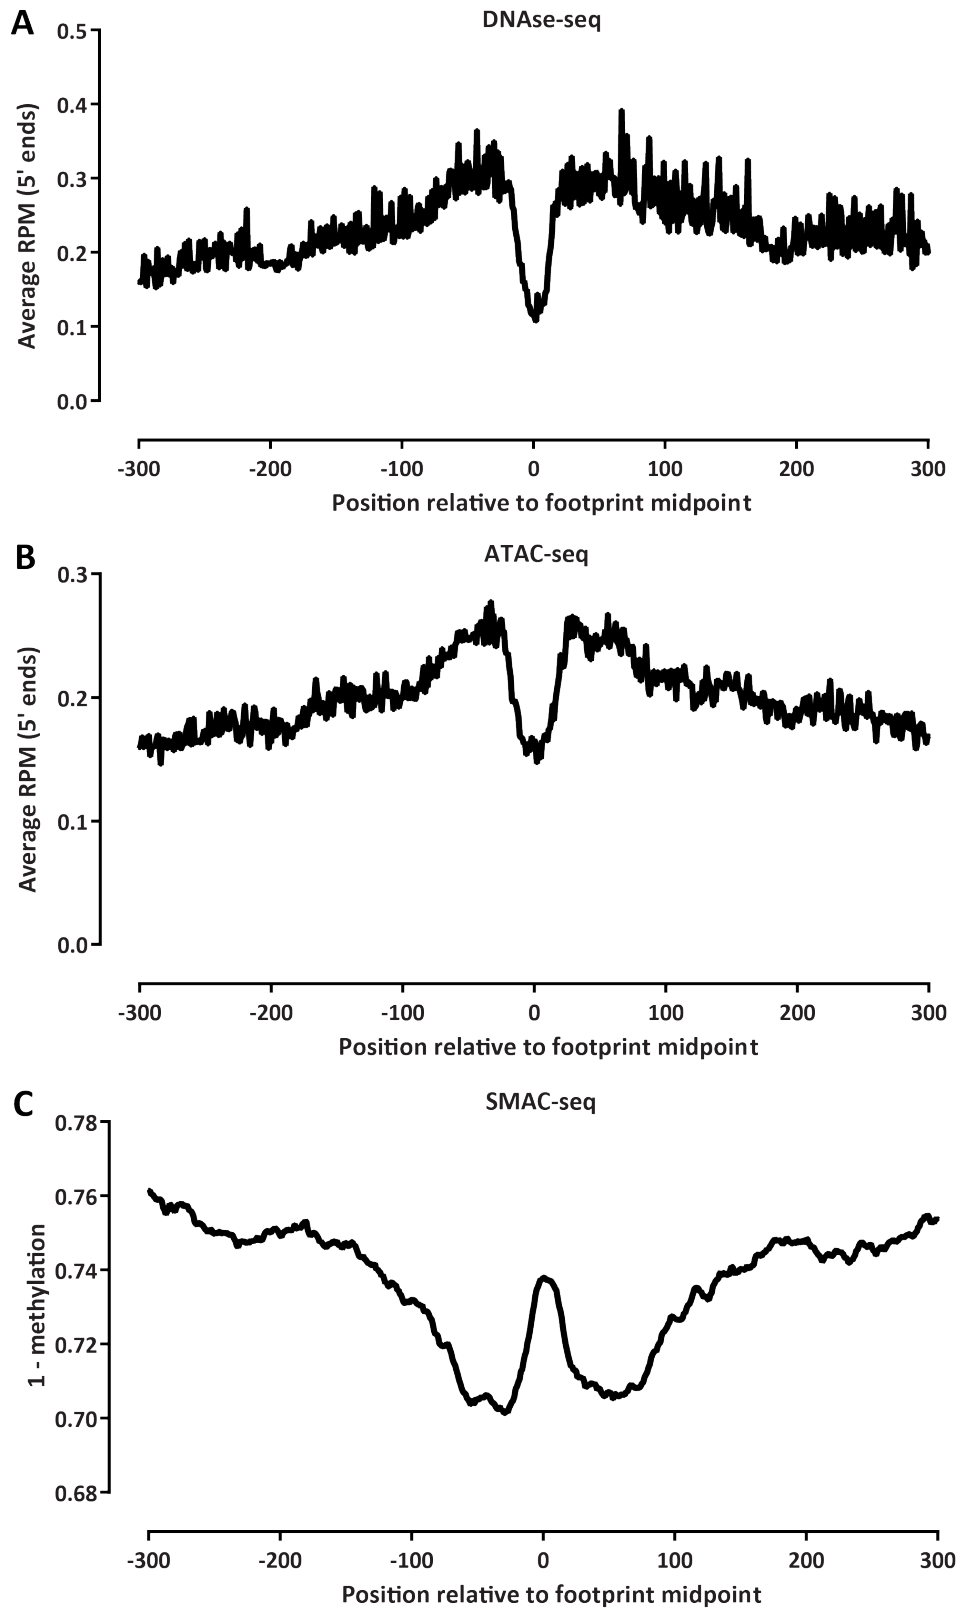 A
DNAse-seq
Average RPM (5' ends)
0.5
0.4
0.3
0.2
0.1
0.0
-300 -200 -100 0 100 200 300
Position relative to footprint midpoint
B
ATAC-seq
Average RPM (5' ends)
0.3
0.2
0.1
0.0
-300 -200 -100 0 100 200 300
Position relative to footprint midpoint
C
SMAC-seq
1 - methylation
0.78
0.76
0.74
0.72
0.70
0.68
-300 -200 -100 0 100 200 300
Position relative to footprint midpoint